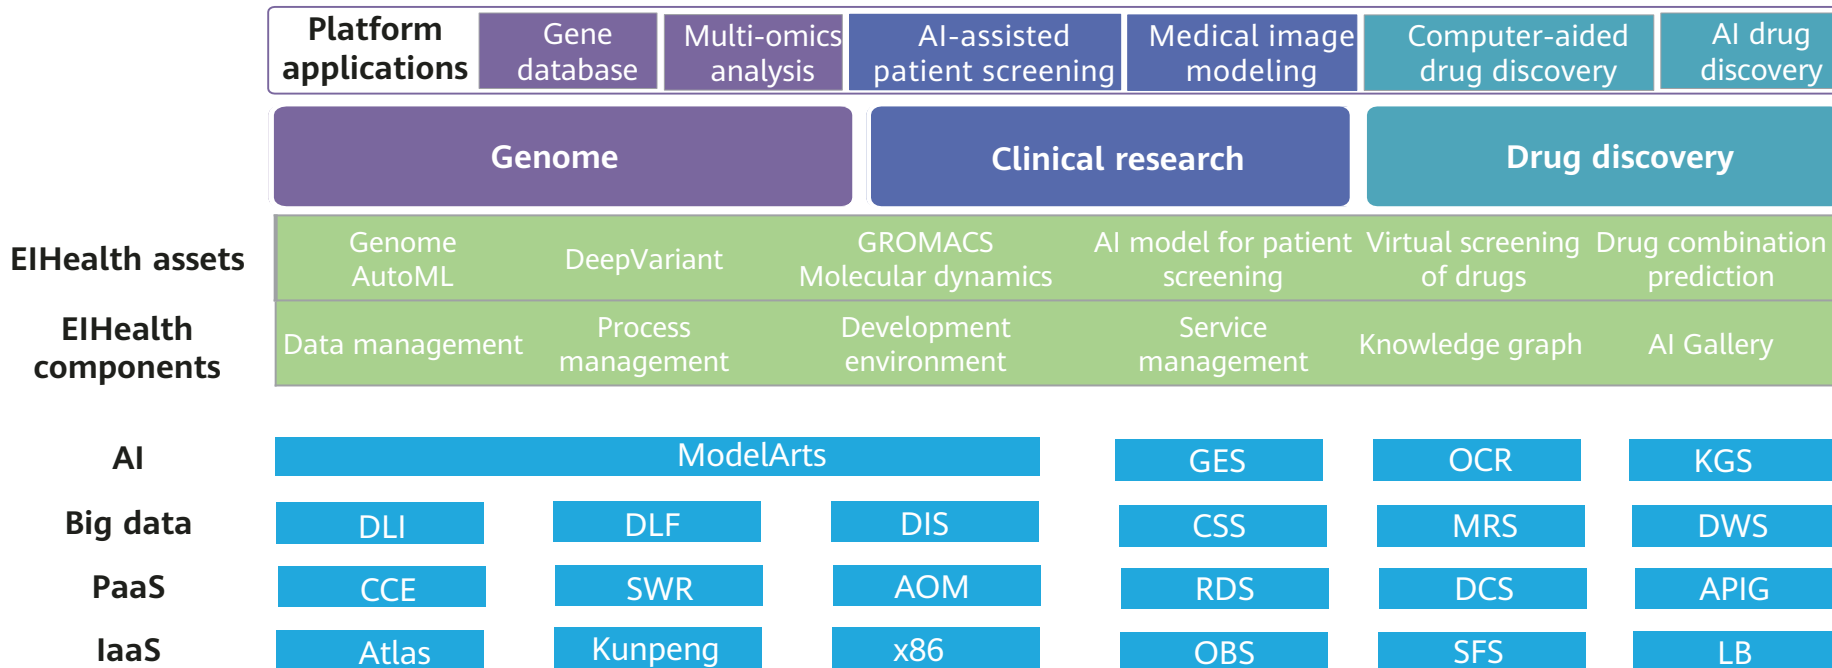 Platform
applications
Gene
database
Multi-omics
analysis
AI-assisted
patient screening
Medical image
modeling
Computer-aided
drug discovery
AI drug
discovery
Genome
Clinical research
Drug discovery
EIHealth assets
Genome
AutoML
DeepVariant
GROMACS
Molecular dynamics
AI model for patient
screening
Virtual screening
of drugs
Drug combination
prediction
EIHealth
components
Data management
Process
management
Development
environment
Service
management
Knowledge graph
AI Gallery
AI
ModelArts
GES
OCR
KGS
Big data
DLI
DLF
DIS
CSS
MRS
DWS
PaaS
CCE
SWR
AOM
RDS
DCS
APIG
IaaS
Atlas
Kunpeng
x86
OBS
SFS
LB